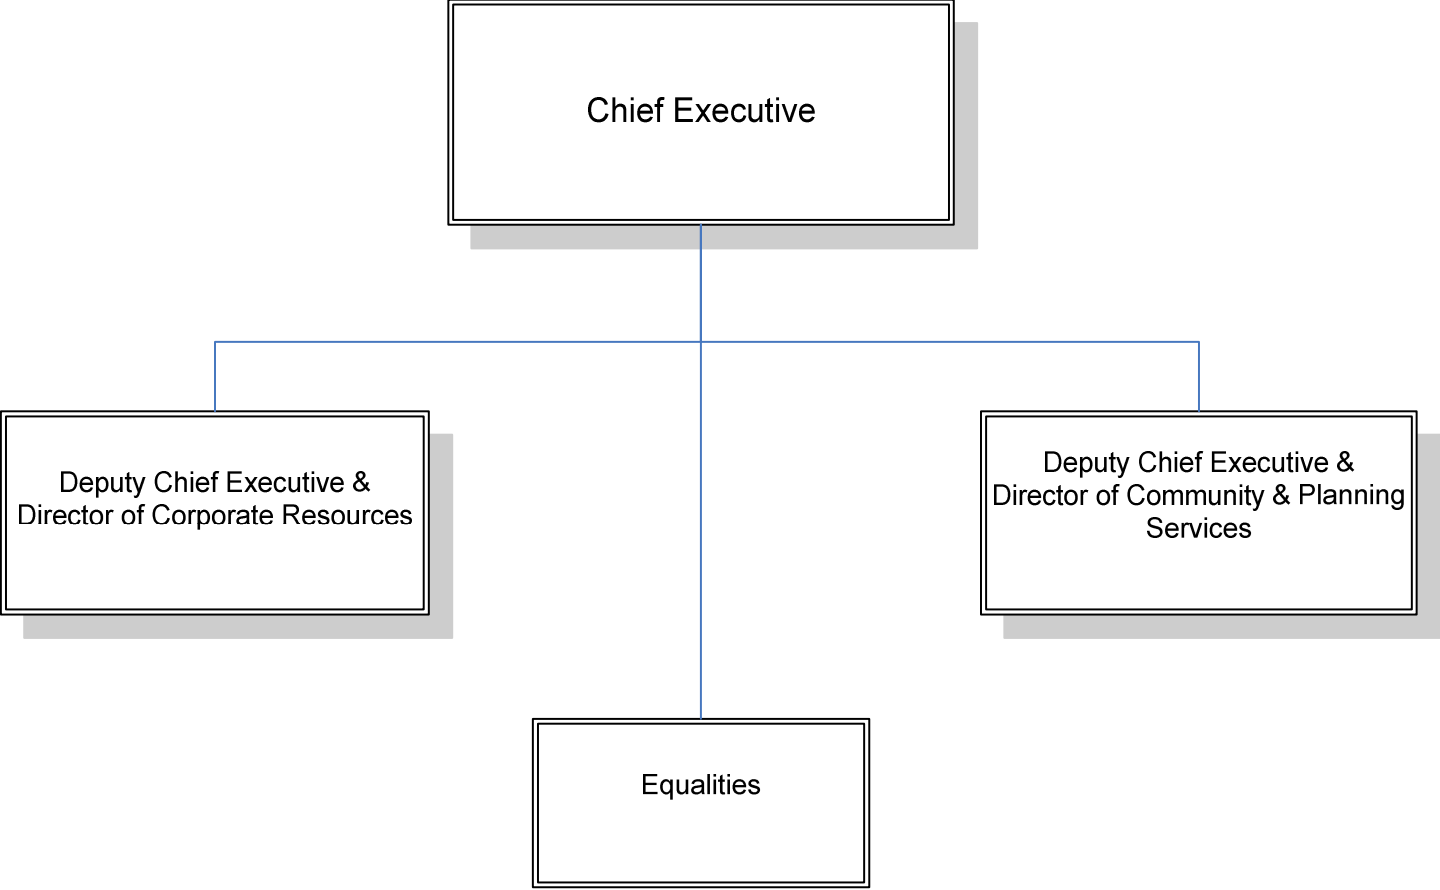 Chief Executive
Deputy Chief Executive &
Director of Corporate Resources
Deputy Chief Executive &
Director of Community & Planning
Services
Equalities